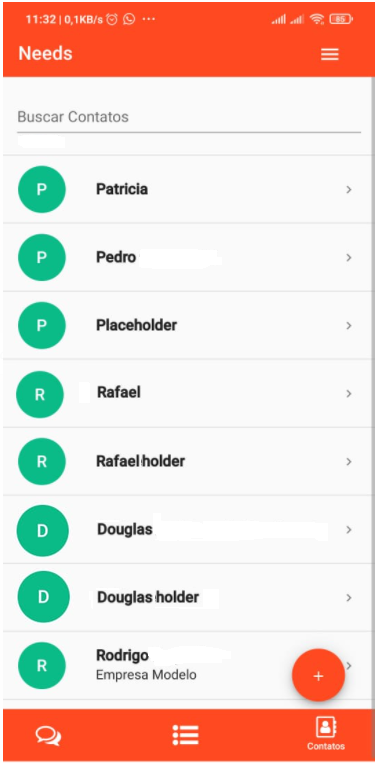 11:32 | 0,1KB/s ... 85
Needs
Buscar Contatos
P Patricia
P Pedro
P Placeholder
R Rafael
R Rafaelholder
D Douglas
D Douglasholder
R Rodrigo
Empresa Modelo
+
Contatos